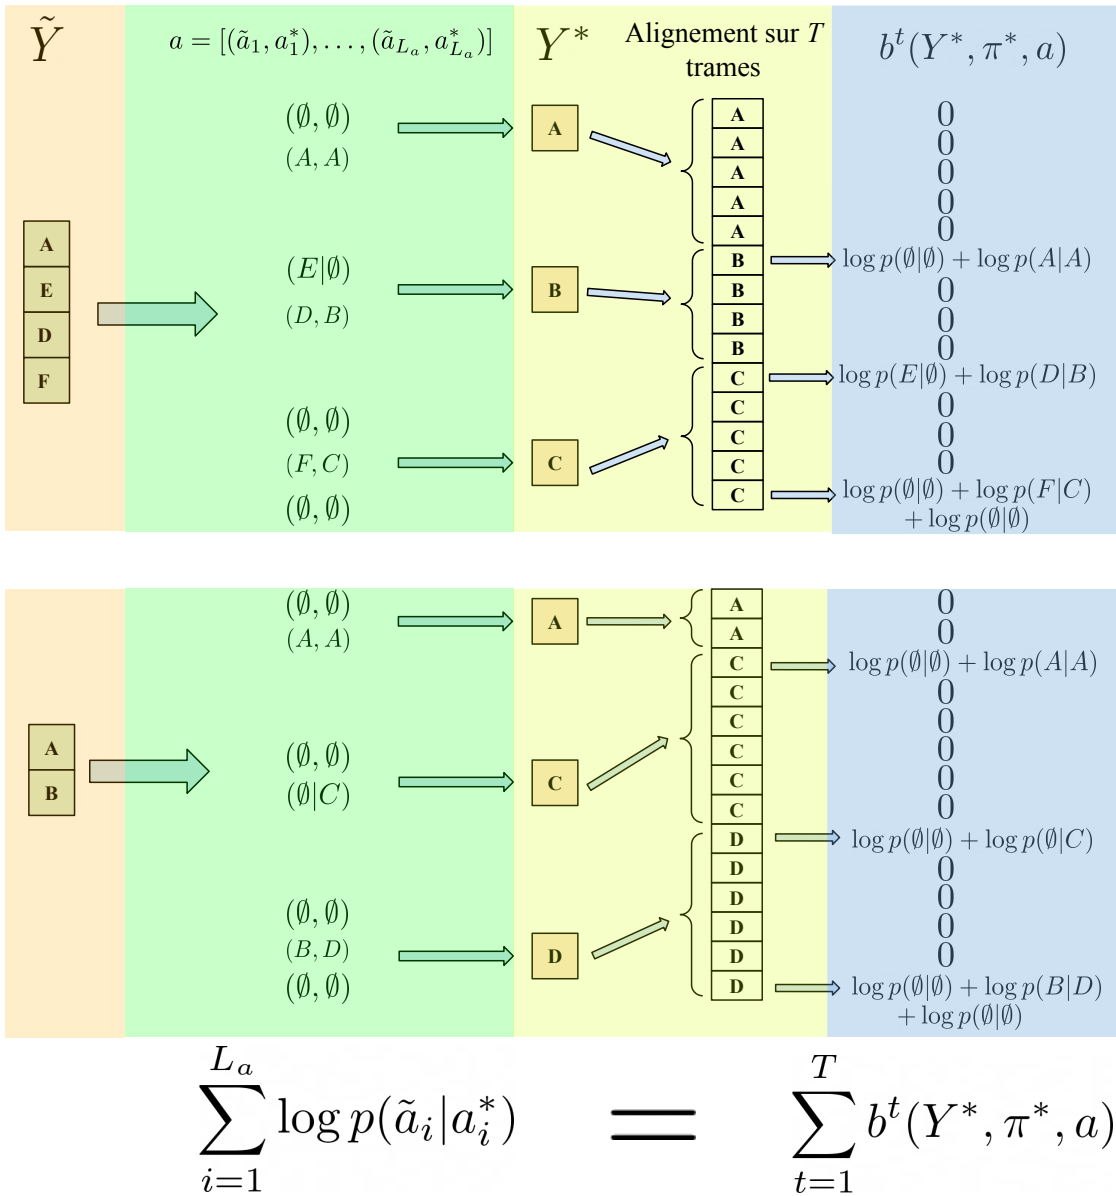 Ỹ
a = [(ã₁, a₁*), . . . , (ã_{L_a}, a*_{L_a})]
Y*
Alignement sur T
trames
bᵗ(Y*, π*, a)
A
E
D
F
(∅, ∅)
(A, A)
(E|∅)
(D, B)
(∅, ∅)
(F, C)
(∅, ∅)
A
B
C
A
A
A
A
A
B
B
B
B
C
C
C
C
C
0
0
0
0
0
log p(∅|∅) + log p(A|A)
0
0
0
log p(E|∅) + log p(D|B)
0
0
0
log p(∅|∅) + log p(F|C)
+ log p(∅|∅)
A
B
(∅, ∅)
(A, A)
(∅, ∅)
(∅|C)
(∅, ∅)
(B, D)
(∅, ∅)
A
C
D
A
A
C
C
C
C
C
C
D
D
D
D
D
D
0
0
log p(∅|∅) + log p(A|A)
0
0
0
0
0
log p(∅|∅) + log p(∅|C)
0
0
0
0
log p(∅|∅) + log p(B|D)
+ log p(∅|∅)
∑_{i=1}^{L_a} log p(ã_i|a_i*) = ∑_{t=1}^{T} bᵗ(Y*, π*, a)